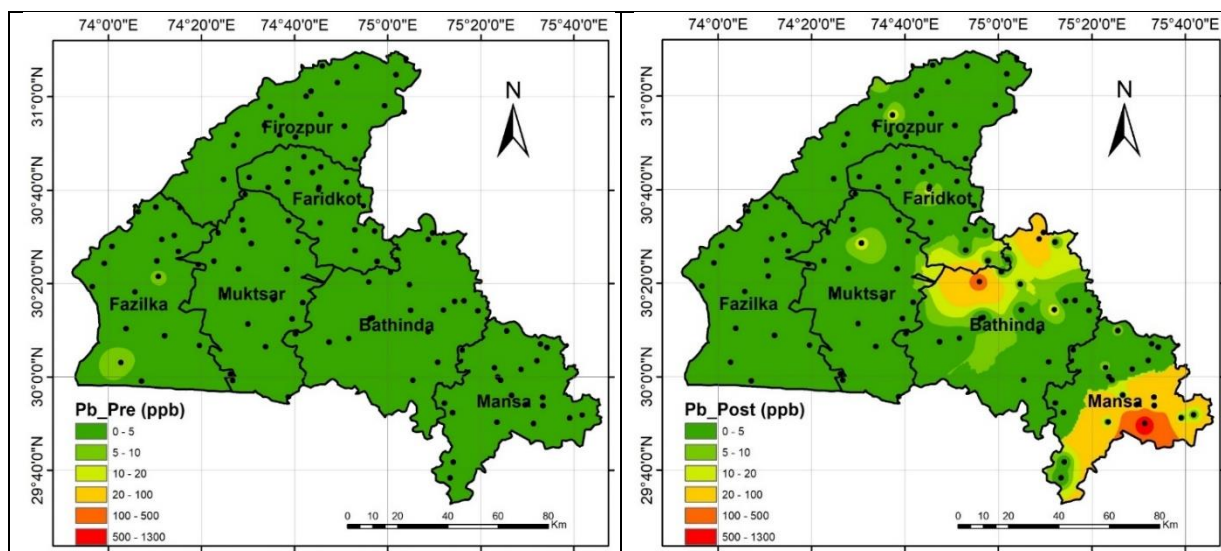 74°0'0"E 74°20'0"E 74°40'0"E 75°0'0"E 75°20'0"E 75°40'0"E
N
31°0'0"N
30°40'0"N
30°20'0"N
30°0'0"N
29°40'0"N
Firozpur
Faridkot
Fazilka
Muktsar
Bathinda
Mansa
Pb_Pre (ppb)
0 - 5
5 - 10
10 - 20
20 - 100
100 - 500
500 - 1300
0 5 10 20 40 60 80
Km
74°0'0"E 74°20'0"E 74°40'0"E 75°0'0"E 75°20'0"E 75°40'0"E
N
31°0'0"N
30°40'0"N
30°20'0"N
30°0'0"N
29°40'0"N
Firozpur
Faridkot
Fazilka
Muktsar
Bathinda
Mansa
Pb_Post (ppb)
0 - 5
5 - 10
10 - 20
20 - 100
100 - 500
500 - 1300
0 5 10 20 40 60 80
Km